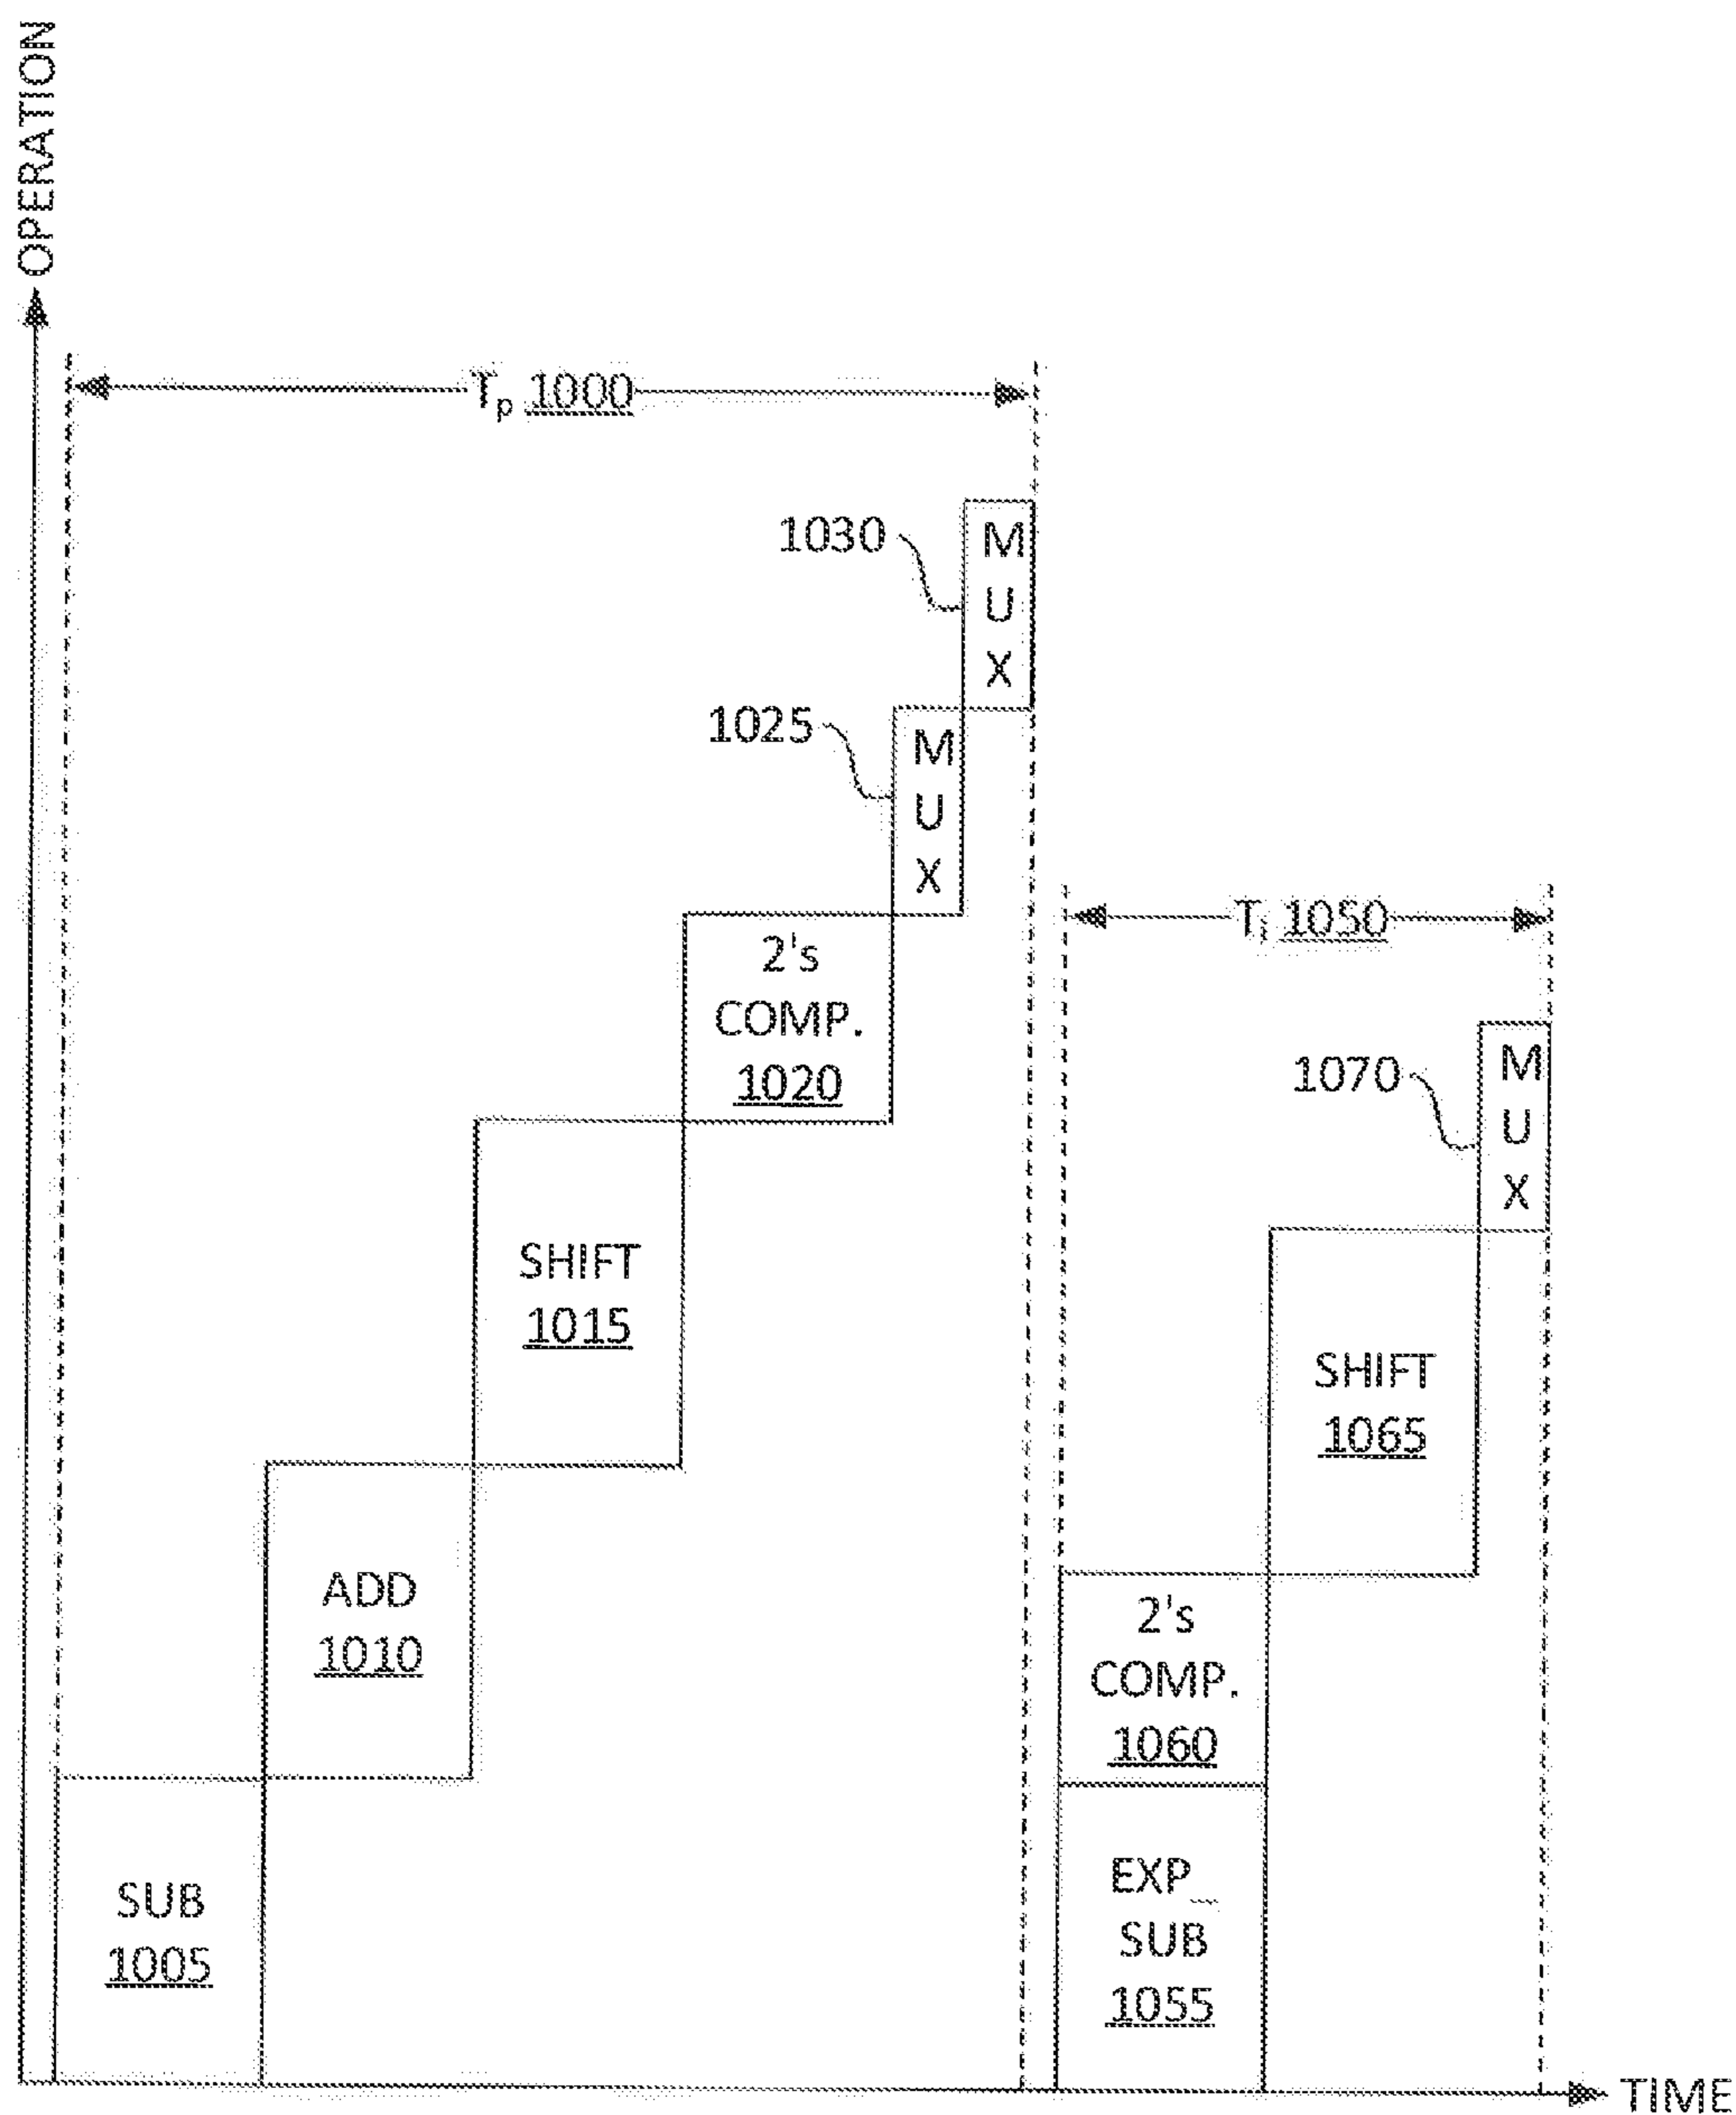 OPERATION
Tp 1000
1030
M
U
X
1025
M
U
X
2's
COMP.
1020
SHIFT
1015
ADD
1010
SUB
1005
Ti 1050
1070
M
U
X
SHIFT
1065
2's
COMP.
1060
EXP_
SUB
1055
TIME